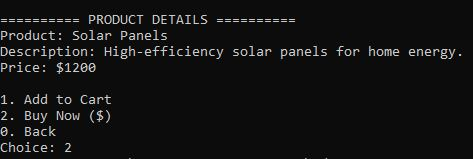 ========== PRODUCT DETAILS ==========
Product: Solar Panels
Description: High-efficiency solar panels for home energy.
Price: $1200
1. Add to Cart
2. Buy Now ($)
0. Back
Choice: 2